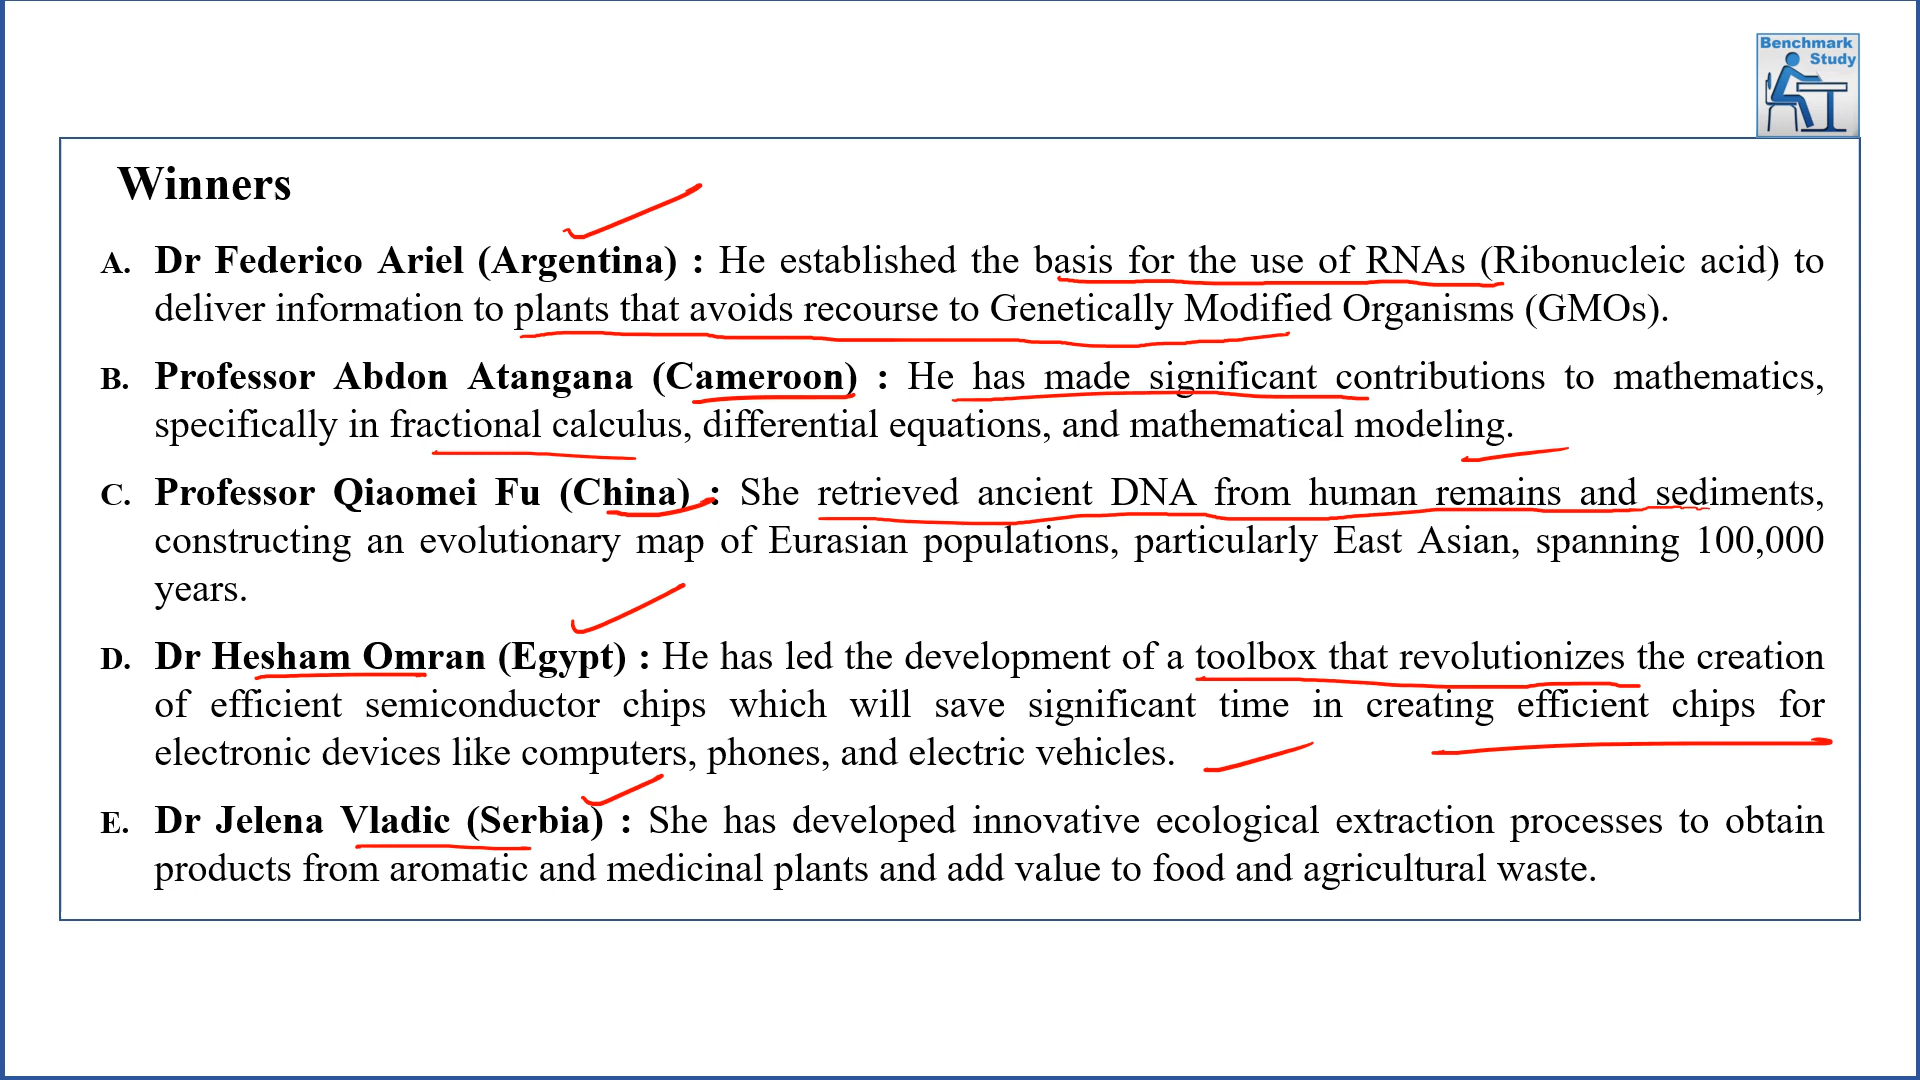 Benchmark
Study
Winners
A. Dr Federico Ariel (Argentina) : He established the basis for the use of RNAs (Ribonucleic acid) to
deliver information to plants that avoids recourse to Genetically Modified Organisms (GMOs).
B. Professor Abdon Atangana (Cameroon) : He has made significant contributions to mathematics,
specifically in fractional calculus, differential equations, and mathematical modeling.
C. Professor Qiaomei Fu (China) : She retrieved ancient DNA from human remains and sediments,
constructing an evolutionary map of Eurasian populations, particularly East Asian, spanning 100,000
years.
D. Dr Hesham Omran (Egypt) : He has led the development of a toolbox that revolutionizes the creation
of efficient semiconductor chips which will save significant time in creating efficient chips for
electronic devices like computers, phones, and electric vehicles.
E. Dr Jelena Vladic (Serbia) : She has developed innovative ecological extraction processes to obtain
products from aromatic and medicinal plants and add value to food and agricultural waste.